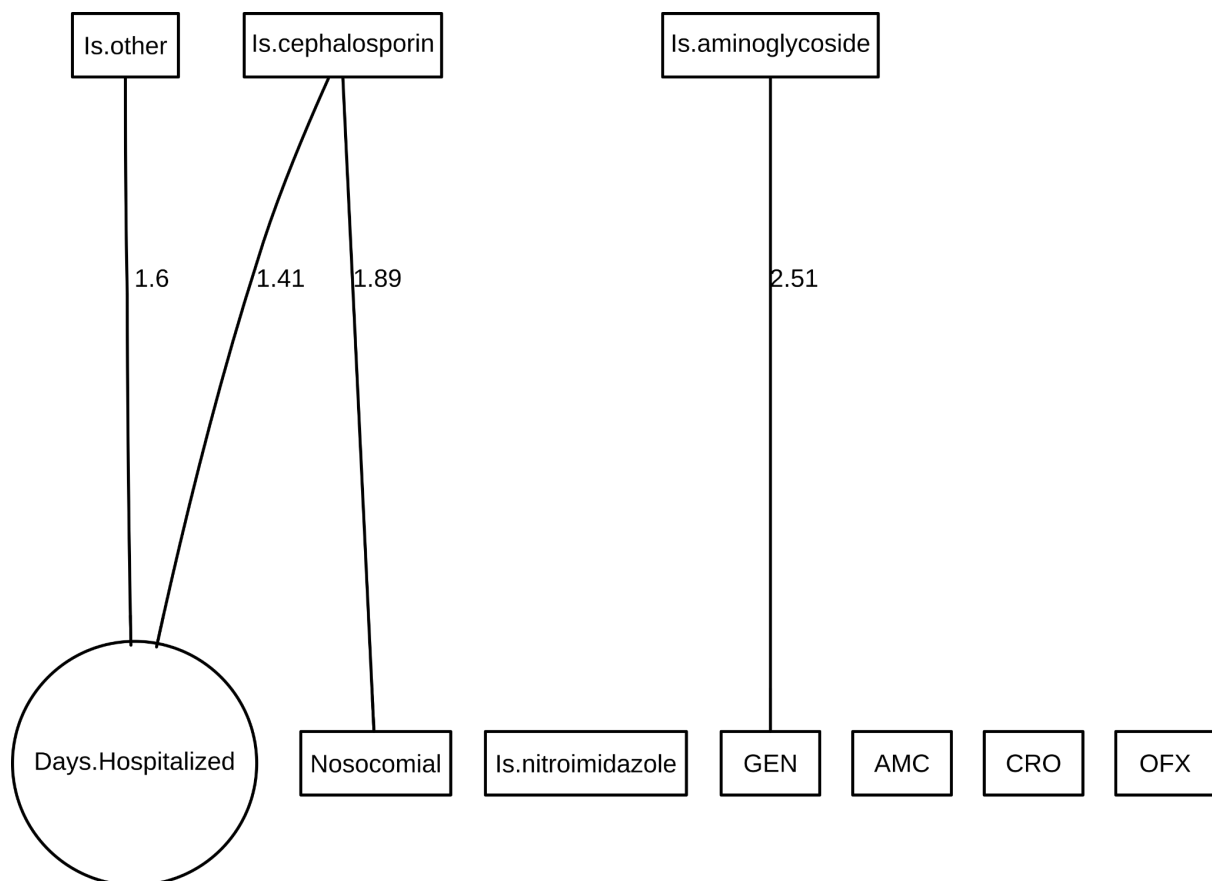 Is.other
Is.cephalosporin
Is.aminoglycoside
1.6
1.41
1.89
2.51
Days.Hospitalized
Nosocomial
Is.nitroimidazole
GEN
AMC
CRO
OFX